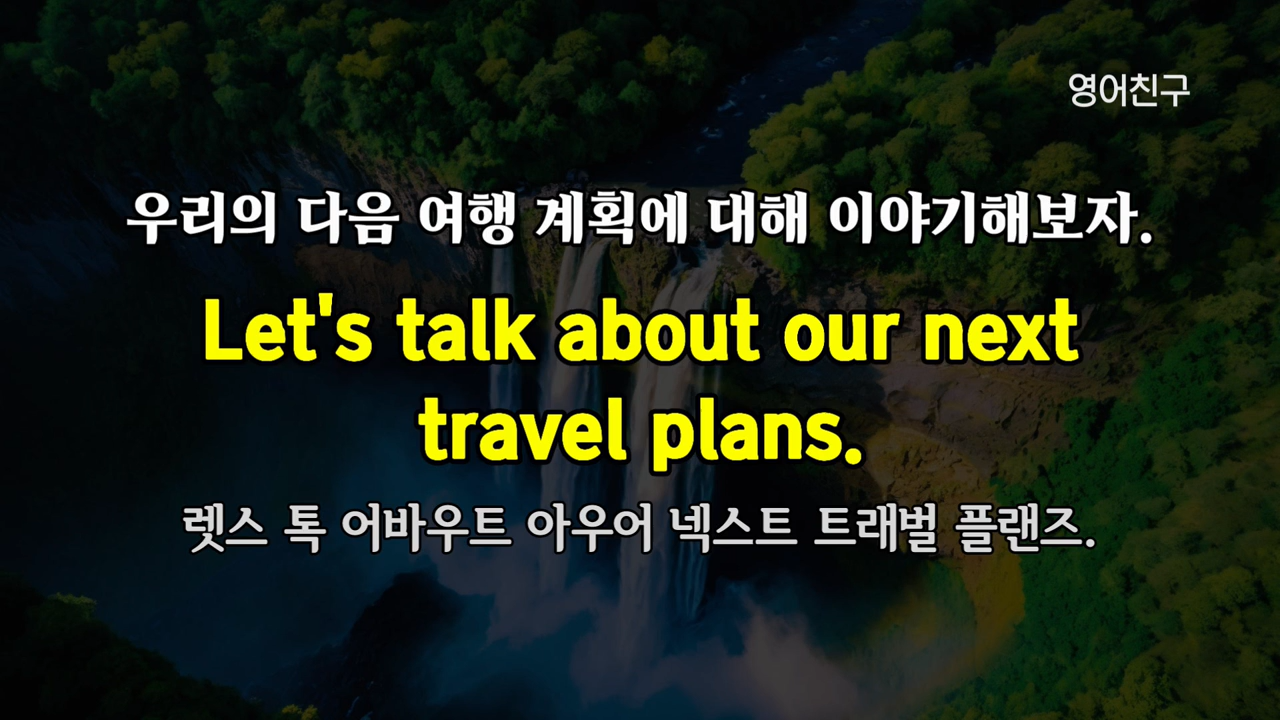 영어친구
우리의 다음 여행 계획에 대해 이야기해보자.
Let's talk about our next
travel plans.
렛스 톡 어바우트 아우어 넥스트 트래벌 플랜즈.